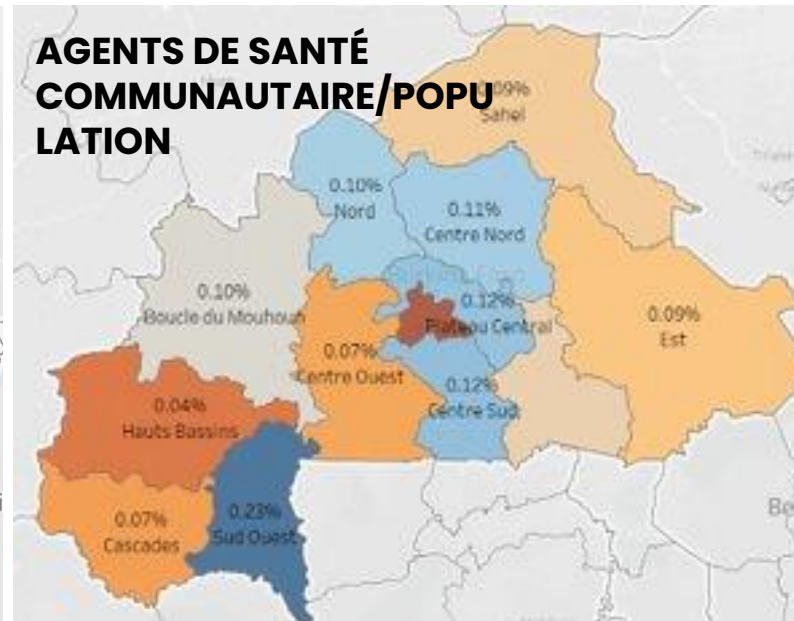 AGENTS DE SANTÉ
COMMUNAUTAIRE/POPU
LATION
0.09%
Sahel
0.10%
Nord
0.11%
Centre Nord
0.10%
Boucle du Mouhoun
0.12%
Plateau Central
0.09%
Est
0.07%
Centre Ouest
0.12%
Centre Sud
0.04%
Hauts Bassins
0.07%
Cascades
0.23%
Sud Ouest
Be